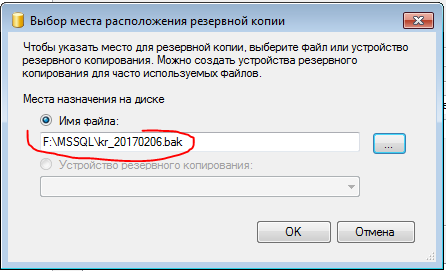 Выбор места расположения резервной копии
Чтобы указать место для резервной копии, выберите файл или устройство
резервного копирования. Можно создать устройства резервного
копирования для часто используемых файлов.
Места назначения на диске
Имя файла:
F:\MSSQL\kr_20170206.bak
...
Устройство резервного копирования:
OK
Отмена